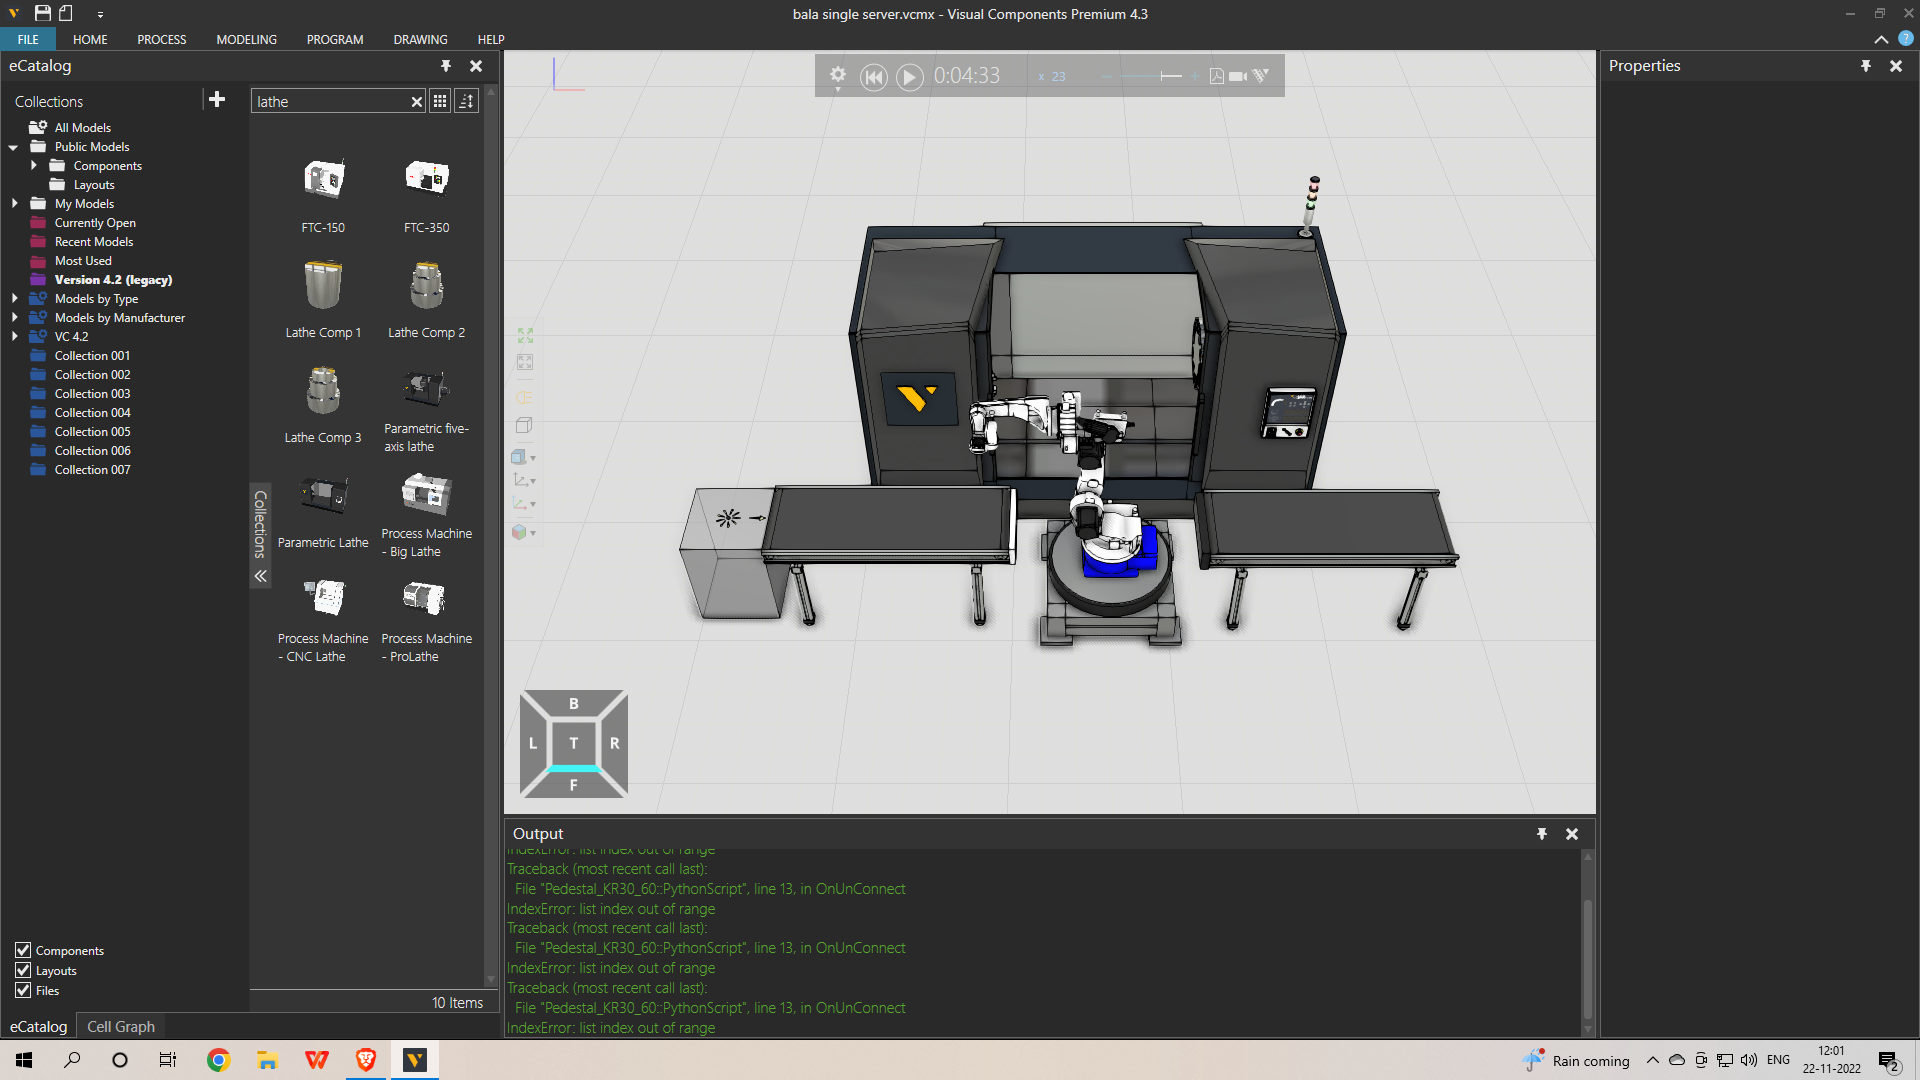 bala single server.vcmx - Visual Components Premium 4.3
FILE HOME PROCESS MODELING PROGRAM DRAWING HELP
eCatalog
Collections
All Models
Public Models
Components
Layouts
My Models
Currently Open
Recent Models
Most Used
Version 4.2 (legacy)
Models by Type
Models by Manufacturer
VC 4.2
Collection 001
Collection 002
Collection 003
Collection 004
Collection 005
Collection 006
Collection 007
Components
Layouts
Files
lathe
FTC-150
FTC-350
Lathe Comp 1
Lathe Comp 2
Lathe Comp 3
Parametric five-
axis lathe
Parametric Lathe
Process Machine
- Big Lathe
Process Machine
- CNC Lathe
Process Machine
- ProLathe
Collections
10 Items
eCatalog Cell Graph
0:04:33 x 23
B
L T R
F
Output
IndexError: list index out of range
Traceback (most recent call last):
File "Pedestal_KR30_60::PythonScript", line 13, in OnUnConnect
IndexError: list index out of range
Traceback (most recent call last):
File "Pedestal_KR30_60::PythonScript", line 13, in OnUnConnect
IndexError: list index out of range
Traceback (most recent call last):
File "Pedestal_KR30_60::PythonScript", line 13, in OnUnConnect
IndexError: list index out of range
Properties
Rain coming
ENG
12:01
22-11-2022
2